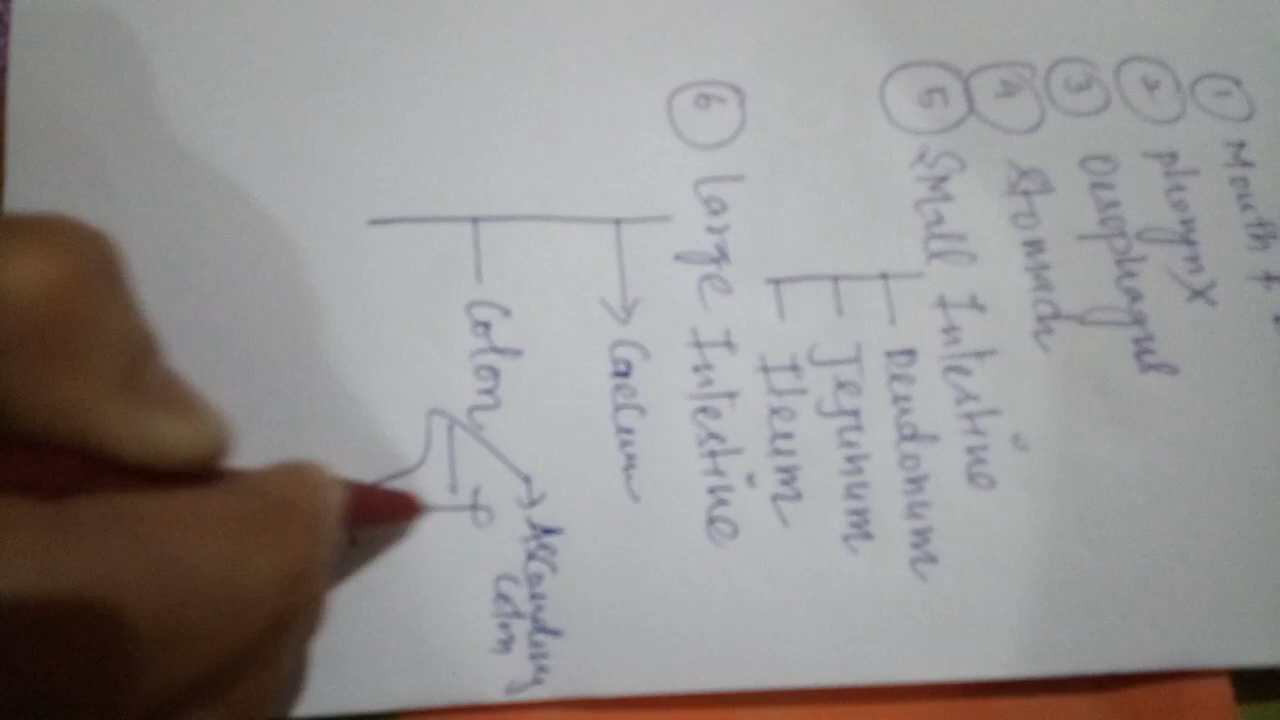 ① Mouth +
② pharynx
③ Oesophagus
④ Stomach
⑤ Small Intestine
Deudonum
Jejunum
Ileum
⑥ Large Intestine
Caecum
Colon
Ascending
Colon